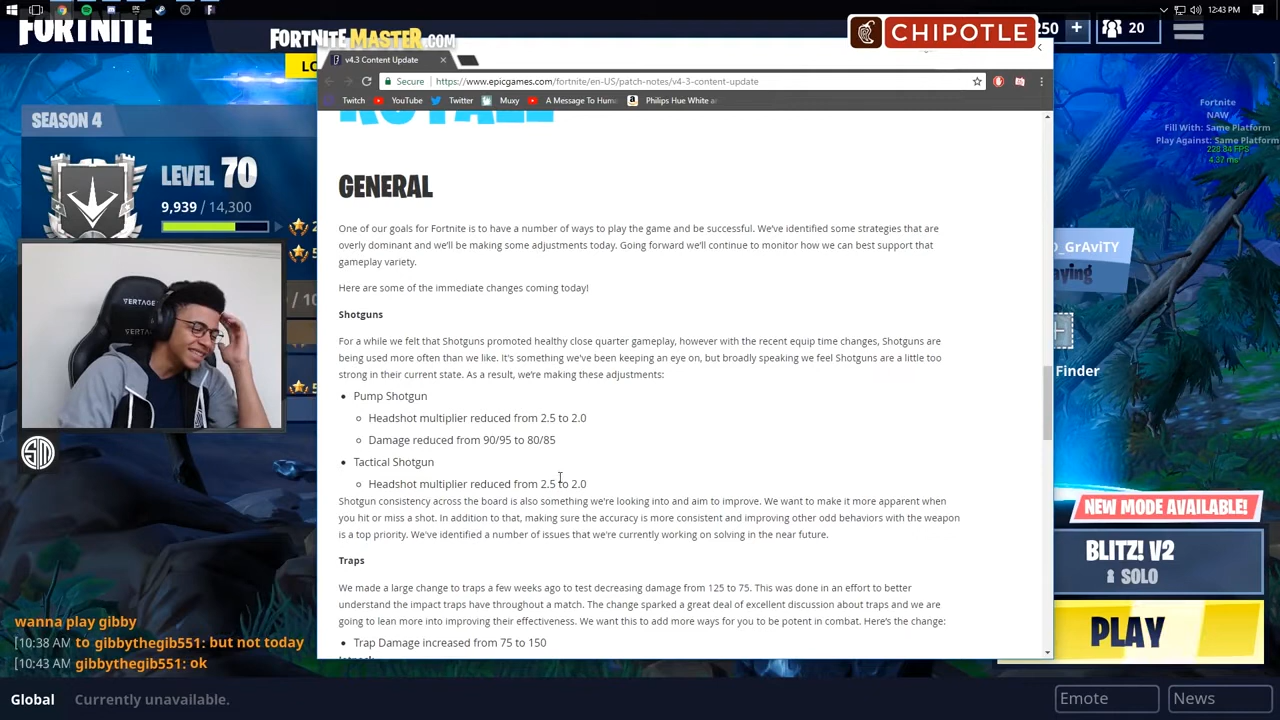 12:43 PM
FORTNITE
FORTNITEMASTER.COM
CHIPOTLE
250 +
20
v4.3 Content Update
Secure
https://www.epicgames.com/fortnite/en-US/patch-notes/v4-3-content-update
Twitch
YouTube
Twitter
Muxy
A Message To Huma
Philips Hue White a
SEASON 4
LEVEL 70
9,939 / 14,300
Fortnite
NAW
Fill With: Same Platform
Play Against: Same Platform
4.37 ms
ROYALE
GENERAL
One of our goals for Fortnite is to have a number of ways to play the game and be successful. We've identified some strategies that are
overly dominant and we'll be making some adjustments today. Going forward we'll continue to monitor how we can best support that
gameplay variety.
Here are some of the immediate changes coming today!
Shotguns
For a while we felt that Shotguns promoted healthy close quarter gameplay, however with the recent equip time changes, Shotguns are
being used more often than we like. It's something we've been keeping an eye on, but broadly speaking we feel Shotguns are a little too
strong in their current state. As a result, we're making these adjustments:
Pump Shotgun
Headshot multiplier reduced from 2.5 to 2.0
Damage reduced from 90/95 to 80/85
Tactical Shotgun
Headshot multiplier reduced from 2.5 to 2.0
Shotgun consistency across the board is also something we're looking into and aim to improve. We want to make it more apparent when
you hit or miss a shot. In addition to that, making sure the accuracy is more consistent and improving other odd behaviors with the weapon
is a top priority. We've identified a number of issues that we're currently working on solving in the near future.
Traps
We made a large change to traps a few weeks ago to test decreasing damage from 125 to 75. This was done in an effort to better
understand the impact traps have throughout a match. The change sparked a great deal of excellent discussion about traps and we are
going to lean more into improving their effectiveness. We want this to add more ways for you to be potent in combat. Here's the change:
Trap Damage increased from 75 to 150
VERTAGE
VERTA
TSM
O_GrAviTY
aying
Finder
NEW MODE AVAILABLE!
BLITZ! V2
SOLO
PLAY
wanna play gibby
[10:38 AM] to gibbythegib551: but not today
[10:43 AM] gibbythegib551: ok
Global
Currently unavailable.
Emote
News